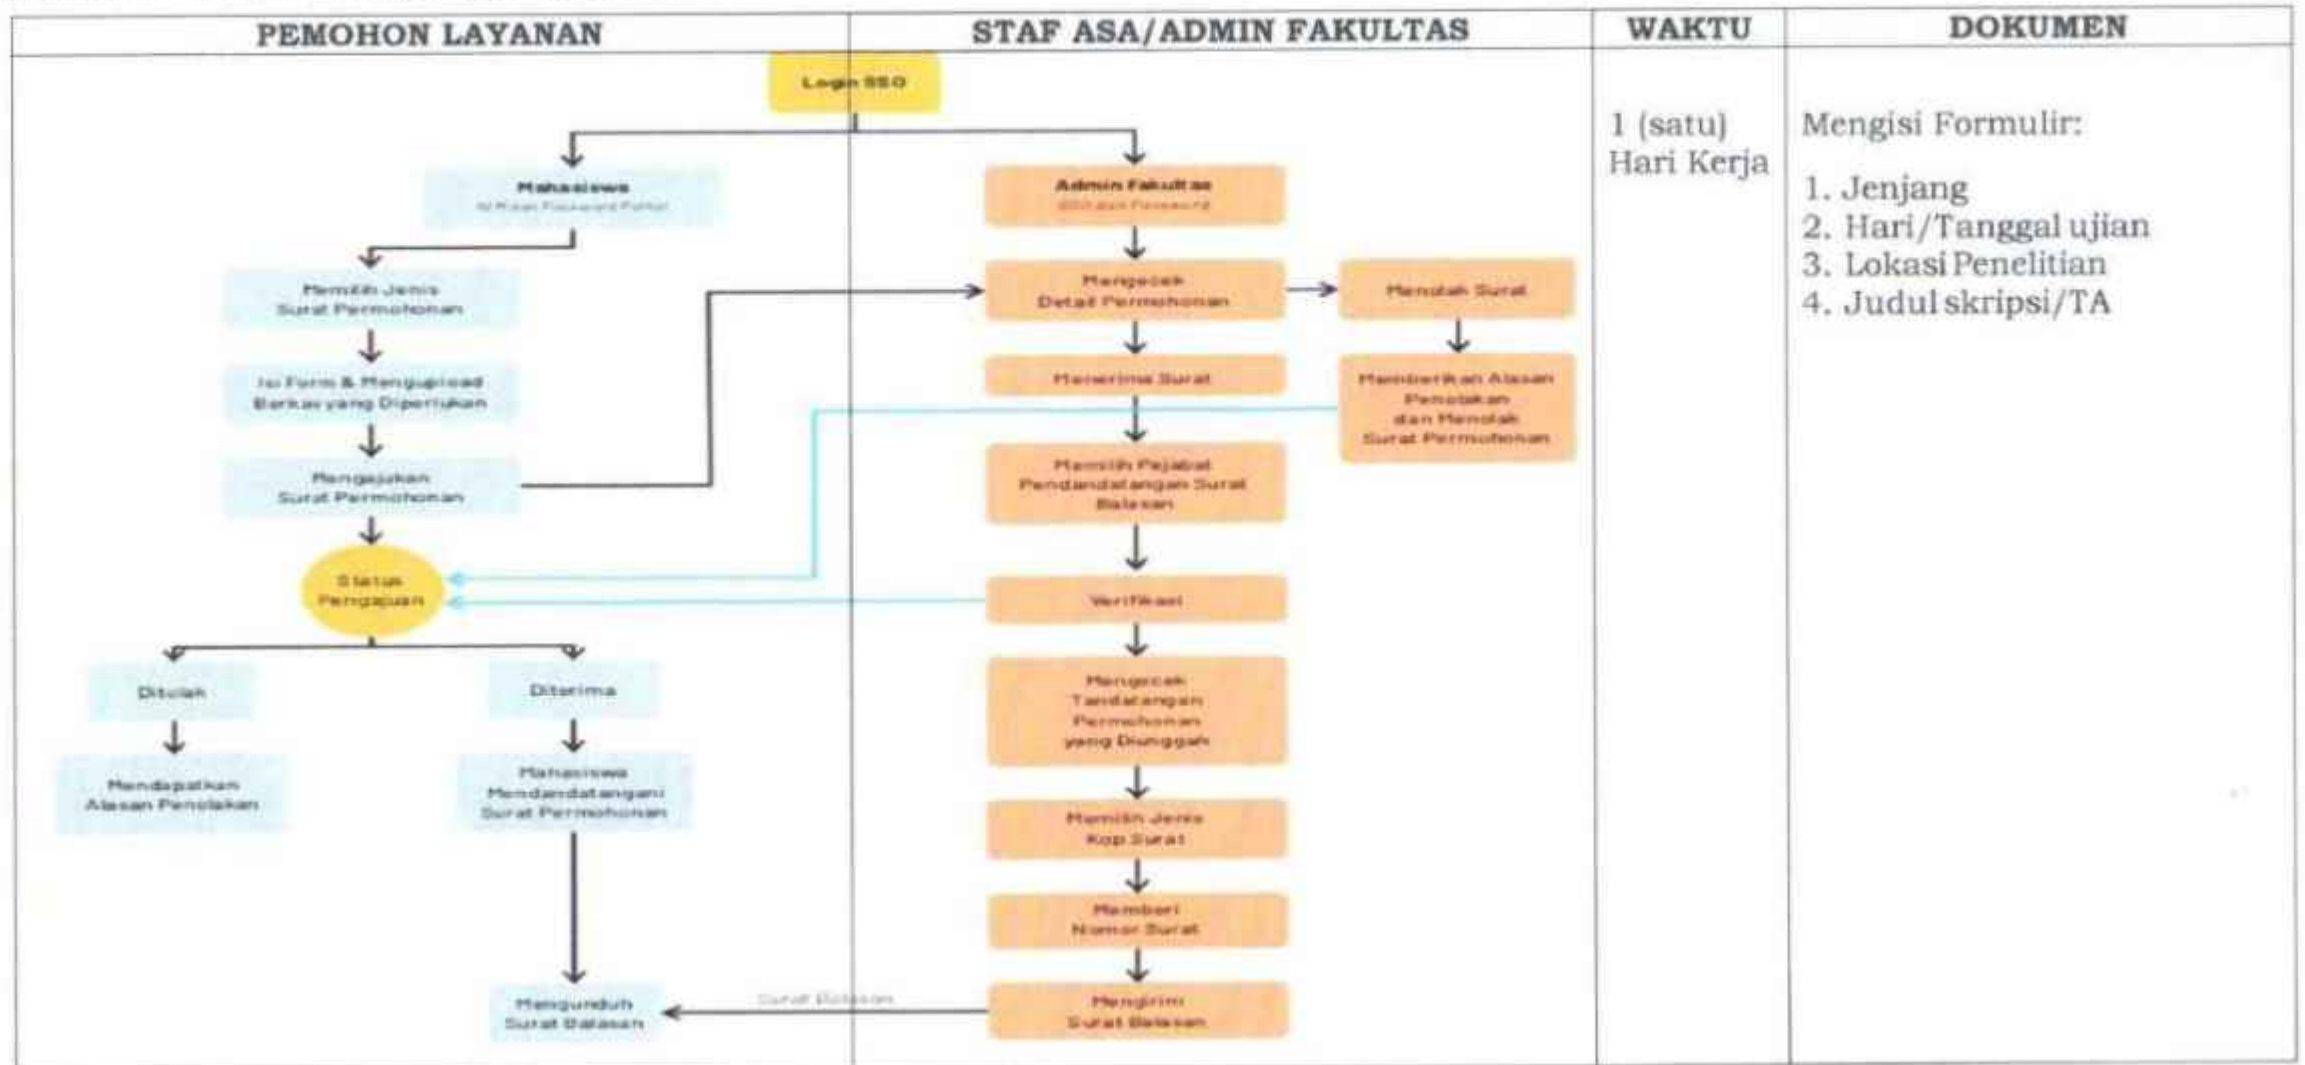 PEMOHON LAYANAN
STAF ASA/ADMIN FAKULTAS
WAKTU
DOKUMEN
Login SSO
Mahasiswa
Admin Fakultas
SSO dan Password
Memilih Jenis
Surat Permohonan
Isi Form & Mengupload
Berkas yang Diperlukan
Mengajukan
Surat Permohonan
Status
Pengajuan
Ditolak
Diterima
Mendapatkan
Alasan Penolakan
Mahasiswa
Mendandatangani
Surat Permohonan
Mengunduh
Surat Balasan
Surat Balasan
Mengecek
Detail Permohonan
Menolak Surat
Menerima Surat
Memberikan Alasan
Penolakan
dan Menolak
Surat Permohonan
Memilih Pejabat
Pendandatangan Surat
Balasan
Verifikasi
Mengecek
Tandatangan
Permohonan
yang Diunggah
Memilih Jenis
Kop Surat
Memberi
Nomor Surat
Mengirim
Surat Balasan
1 (satu)
Hari Kerja
Mengisi Formulir:
1. Jenjang
2. Hari/Tanggal ujian
3. Lokasi Penelitian
4. Judul skripsi/TA